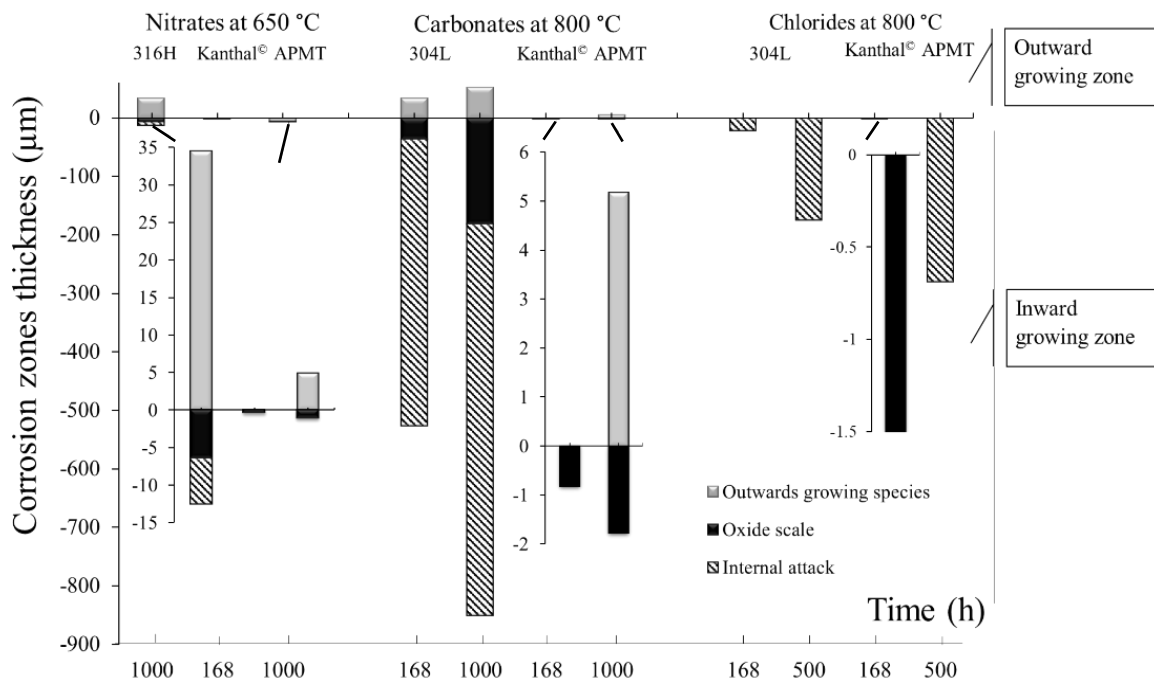 Nitrates at 650 °C Carbonates at 800 °C Chlorides at 800 °C
316H Kanthal© APMT 304L Kanthal© APMT 304L Kanthal© APMT
Outward
growing zone
Corrosion zones thickness (μm)
0
-100
-200
-300
-400
-500
-600
-700
-800
-900
35
30
25
20
15
10
5
0
-5
-10
-15
6
5
4
3
2
1
0
-1
-2
0
-0.5
-1
-1.5
Inward
growing zone
Outwards growing species
Oxide scale
Internal attack
Time (h)
1000 168 1000 168 1000 168 1000 168 500 168 500